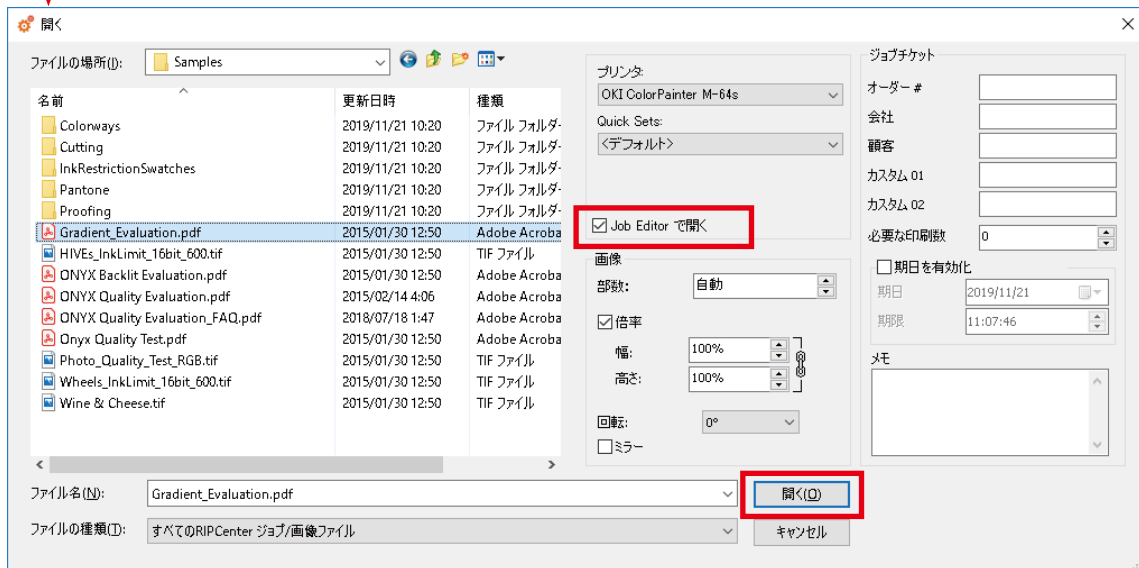 開く
ファイルの場所(I):
Samples
名前
更新日時
種類
Colorways
2019/11/21 10:20
ファイル フォルダー
Cutting
2019/11/21 10:20
ファイル フォルダー
InkRestrictionSwatches
2019/11/21 10:20
ファイル フォルダー
Pantone
2019/11/21 10:20
ファイル フォルダー
Proofing
2019/11/21 10:20
ファイル フォルダー
Gradient_Evaluation.pdf
2015/01/30 12:50
Adobe Acroba
HIVEs_InkLimit_16bit_600.tif
2015/01/30 12:50
TIF ファイル
ONYX Backlit Evaluation.pdf
2015/01/30 12:50
Adobe Acroba
ONYX Quality Evaluation.pdf
2015/02/14 4:06
Adobe Acroba
ONYX Quality Evaluation_FAQ.pdf
2018/07/18 1:47
Adobe Acroba
Onyx Quality Test.pdf
2015/01/30 12:50
Adobe Acroba
Photo_Quality_Test_RGB.tif
2015/01/30 12:50
TIF ファイル
Wheels_InkLimit_16bit_600.tif
2015/01/30 12:50
TIF ファイル
Wine & Cheese.tif
2015/01/30 12:50
TIF ファイル
ファイル名(N):
Gradient_Evaluation.pdf
開く(O)
ファイルの種類(T):
すべてのRIPCenter ジョブ/画像ファイル
キャンセル
プリンタ:
OKI ColorPainter M-64s
Quick Sets:
<デフォルト>
Job Editor で開く
画像
部数:
自動
倍率
幅:
100%
高さ:
100%
回転:
0°
ミラー
ジョブチケット
オーダー #
会社
顧客
カスタム 01
カスタム 02
必要な印刷数
0
期日を有効化
期日
2019/11/21
期限
11:07:46
メモ